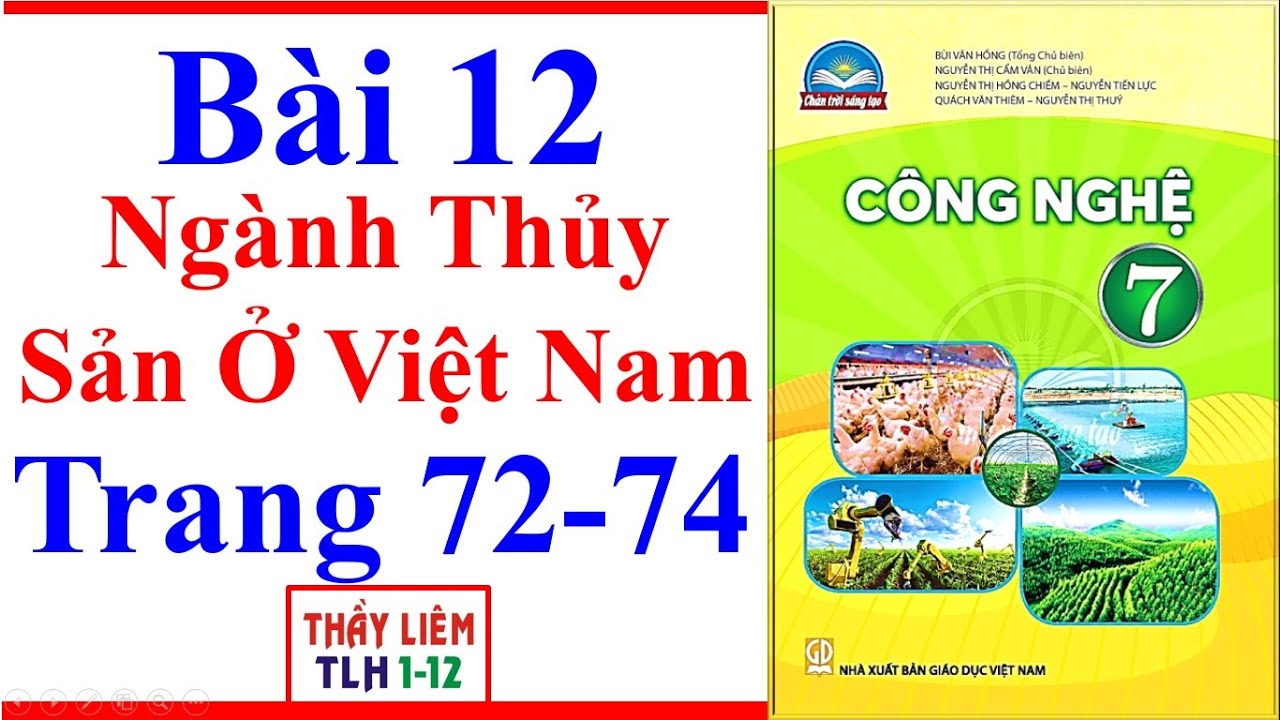 Bài 12
Ngành Thủy
Sản Ở Việt Nam
Trang 72-74
THẦY LIÊM
TLH 1-12
BÙI VĂN HỒNG (Tổng Chủ biên)
NGUYỄN THỊ CẨM VÂN (Chủ biên)
NGUYỄN THỊ HỒNG CHIẾM – NGUYỄN TIẾN LỰC
QUÁCH VĂN THIÊM – NGUYỄN THỊ THUÝ
Chân trời sáng tạo
CÔNG NGHỆ
7
GD
NHÀ XUẤT BẢN GIÁO DỤC VIỆT NAM